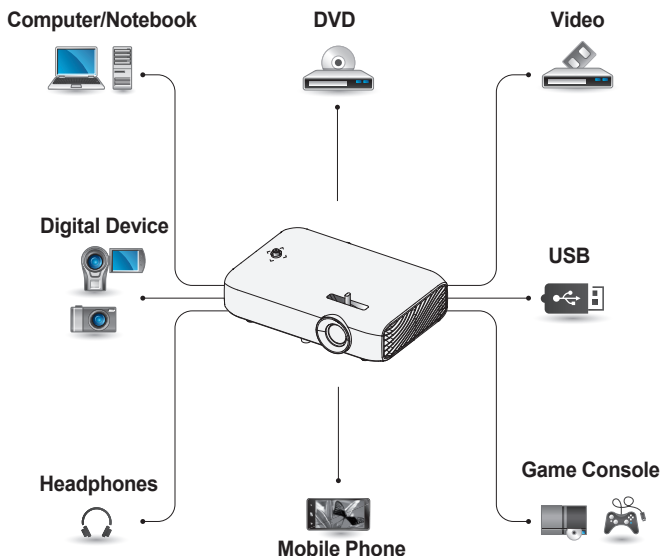 Computer/Notebook
DVD
Video
Digital Device
USB
Headphones
Game Console
Mobile Phone